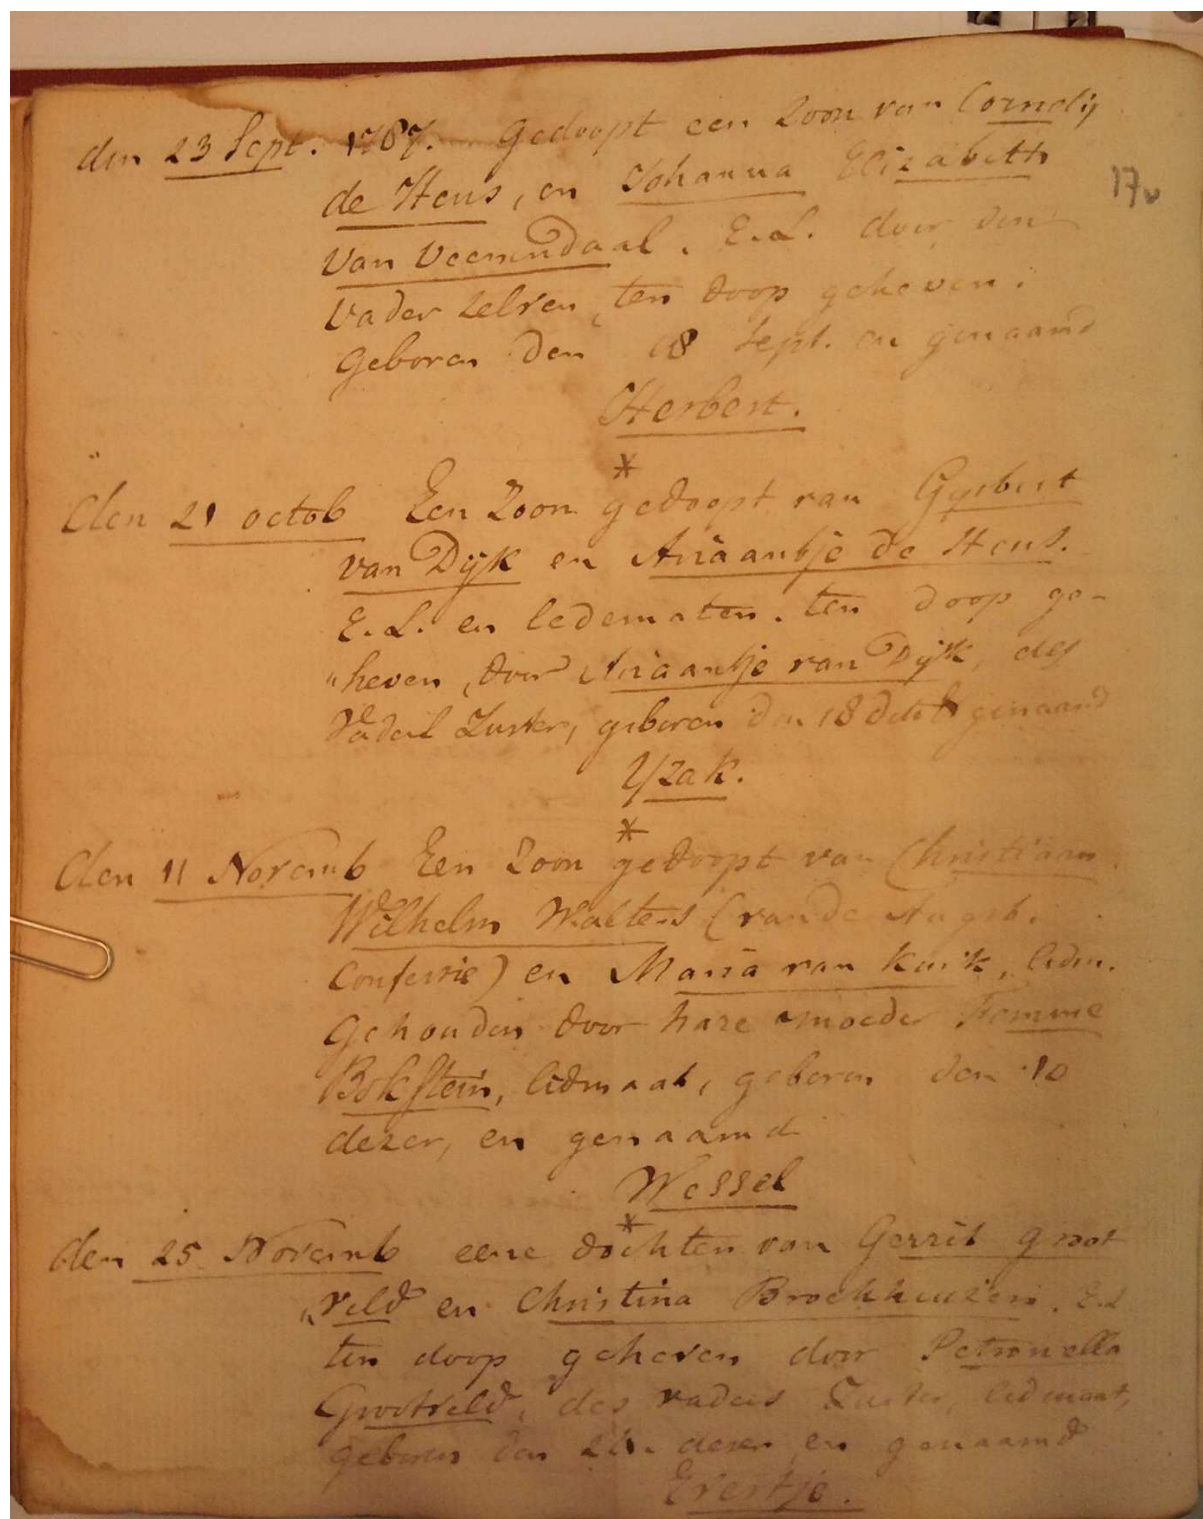 den 23 Sept. 1787. Gedoopt een Zoon van Cornelis
de Heus, en Johanna Elizabeth
17v
van Veenendaal. E.L. door den
vader zelven, ten doop geheven.
Geboren den 18 Sept. en genaamd
Herbert.
*
den 21 octob Een Zoon gedoopt van Gysbert
van Dijk en Ariaantje de Heus.
E.L. en ledematen. ten doop ge-
"heven, door Ariaantje van Dijk, des
Vaders Zuster, geboren den 18 genaamd
Yzak.
*
den 11 Novemb Een Zoon gedoopt van Christiaan
Wilhelm Walters (van de Augsb.
Confessie) en Maria van Kuik, lidm.
Gehouden door hare moeder Femme
Bokstein, lidmaat, geboren den 10
dezer, en genaamd
Wessel
*
den 25 Novemb eene dochter van Gerrit Groot
"veld en Christina Broekhuizen. E.L
ten doop geheven door Petronella
Grootveld, des vaders Zuster, ledmaat,
geboren den dezer en genaamd
Evertje.